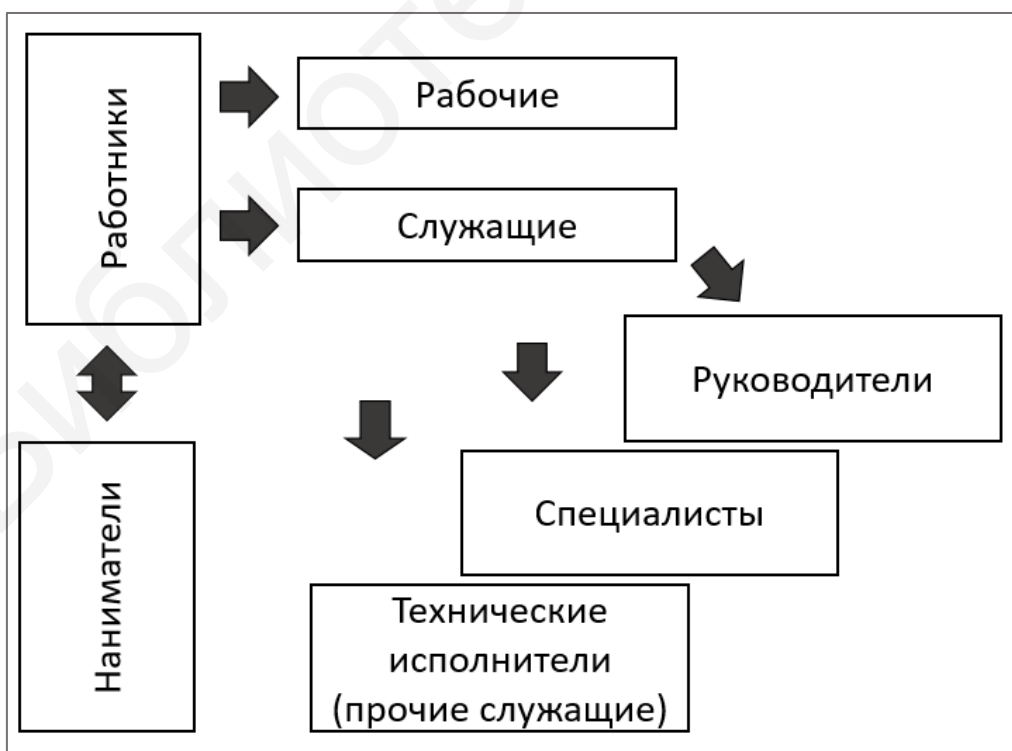 Работники
Рабочие
Служащие
Руководители
Специалисты
Технические
исполнители
(прочие служащие)
Наниматели